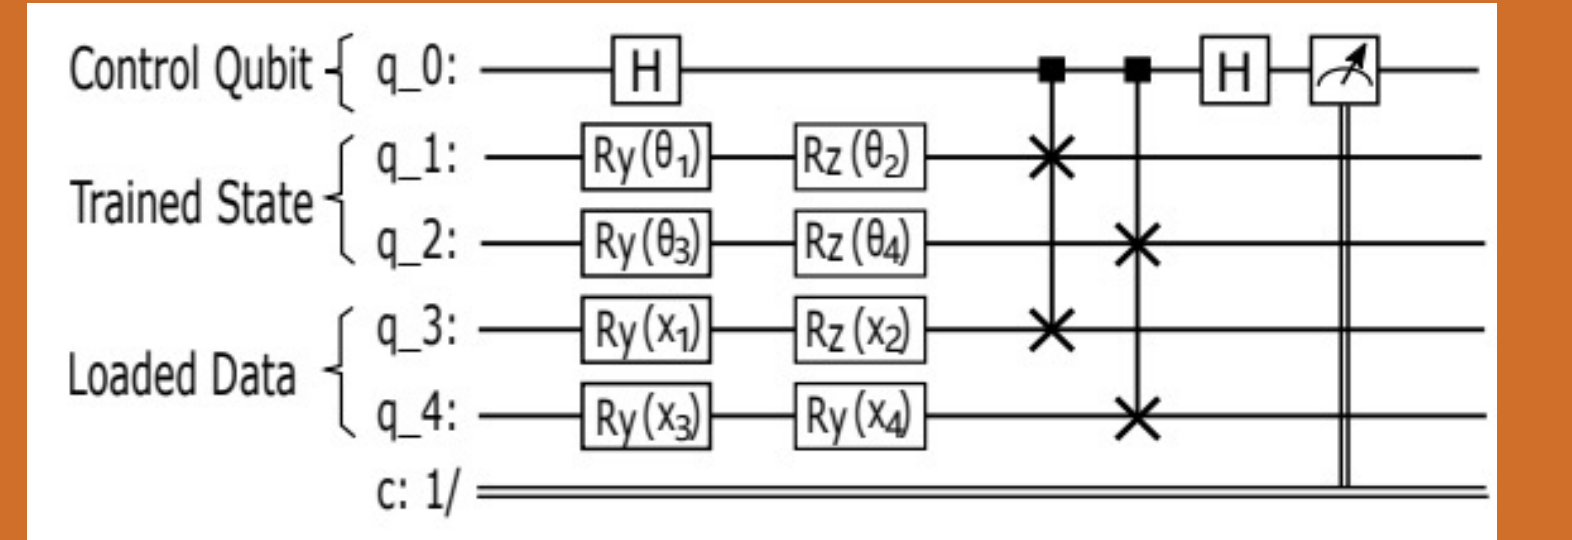 Control Qubit q_0: H H
q_1: Ry(θ₁) Rz(θ₂)
Trained State
q_2: Ry(θ₃) Rz(θ₄)
q_3: Ry(x₁) Rz(x₂)
Loaded Data
q_4: Ry(x₃) Ry(x₄)
c: 1/